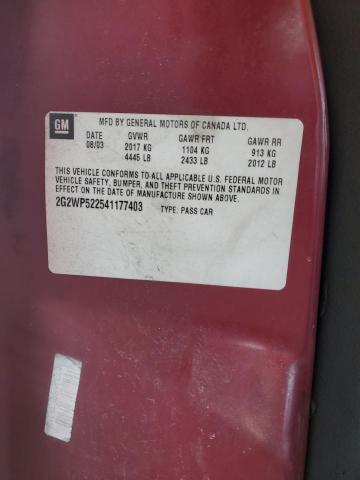 GM
MFD BY GENERAL MOTORS OF CANADA LTD.
DATE GVWR GAWR FRT GAWR RR
08/03 2017 KG 1104 KG 913 KG
4445 LB 2433 LB 2012 LB
THIS VEHICLE CONFORMS TO ALL APPLICABLE U.S. FEDERAL MOTOR
VEHICLE SAFETY, BUMPER, AND THEFT PREVENTION STANDARDS
IN EFFECT ON THE DATE OF MANUFACTURE SHOWN ABOVE.
2G2WP522541177403 TYPE: PASS CAR